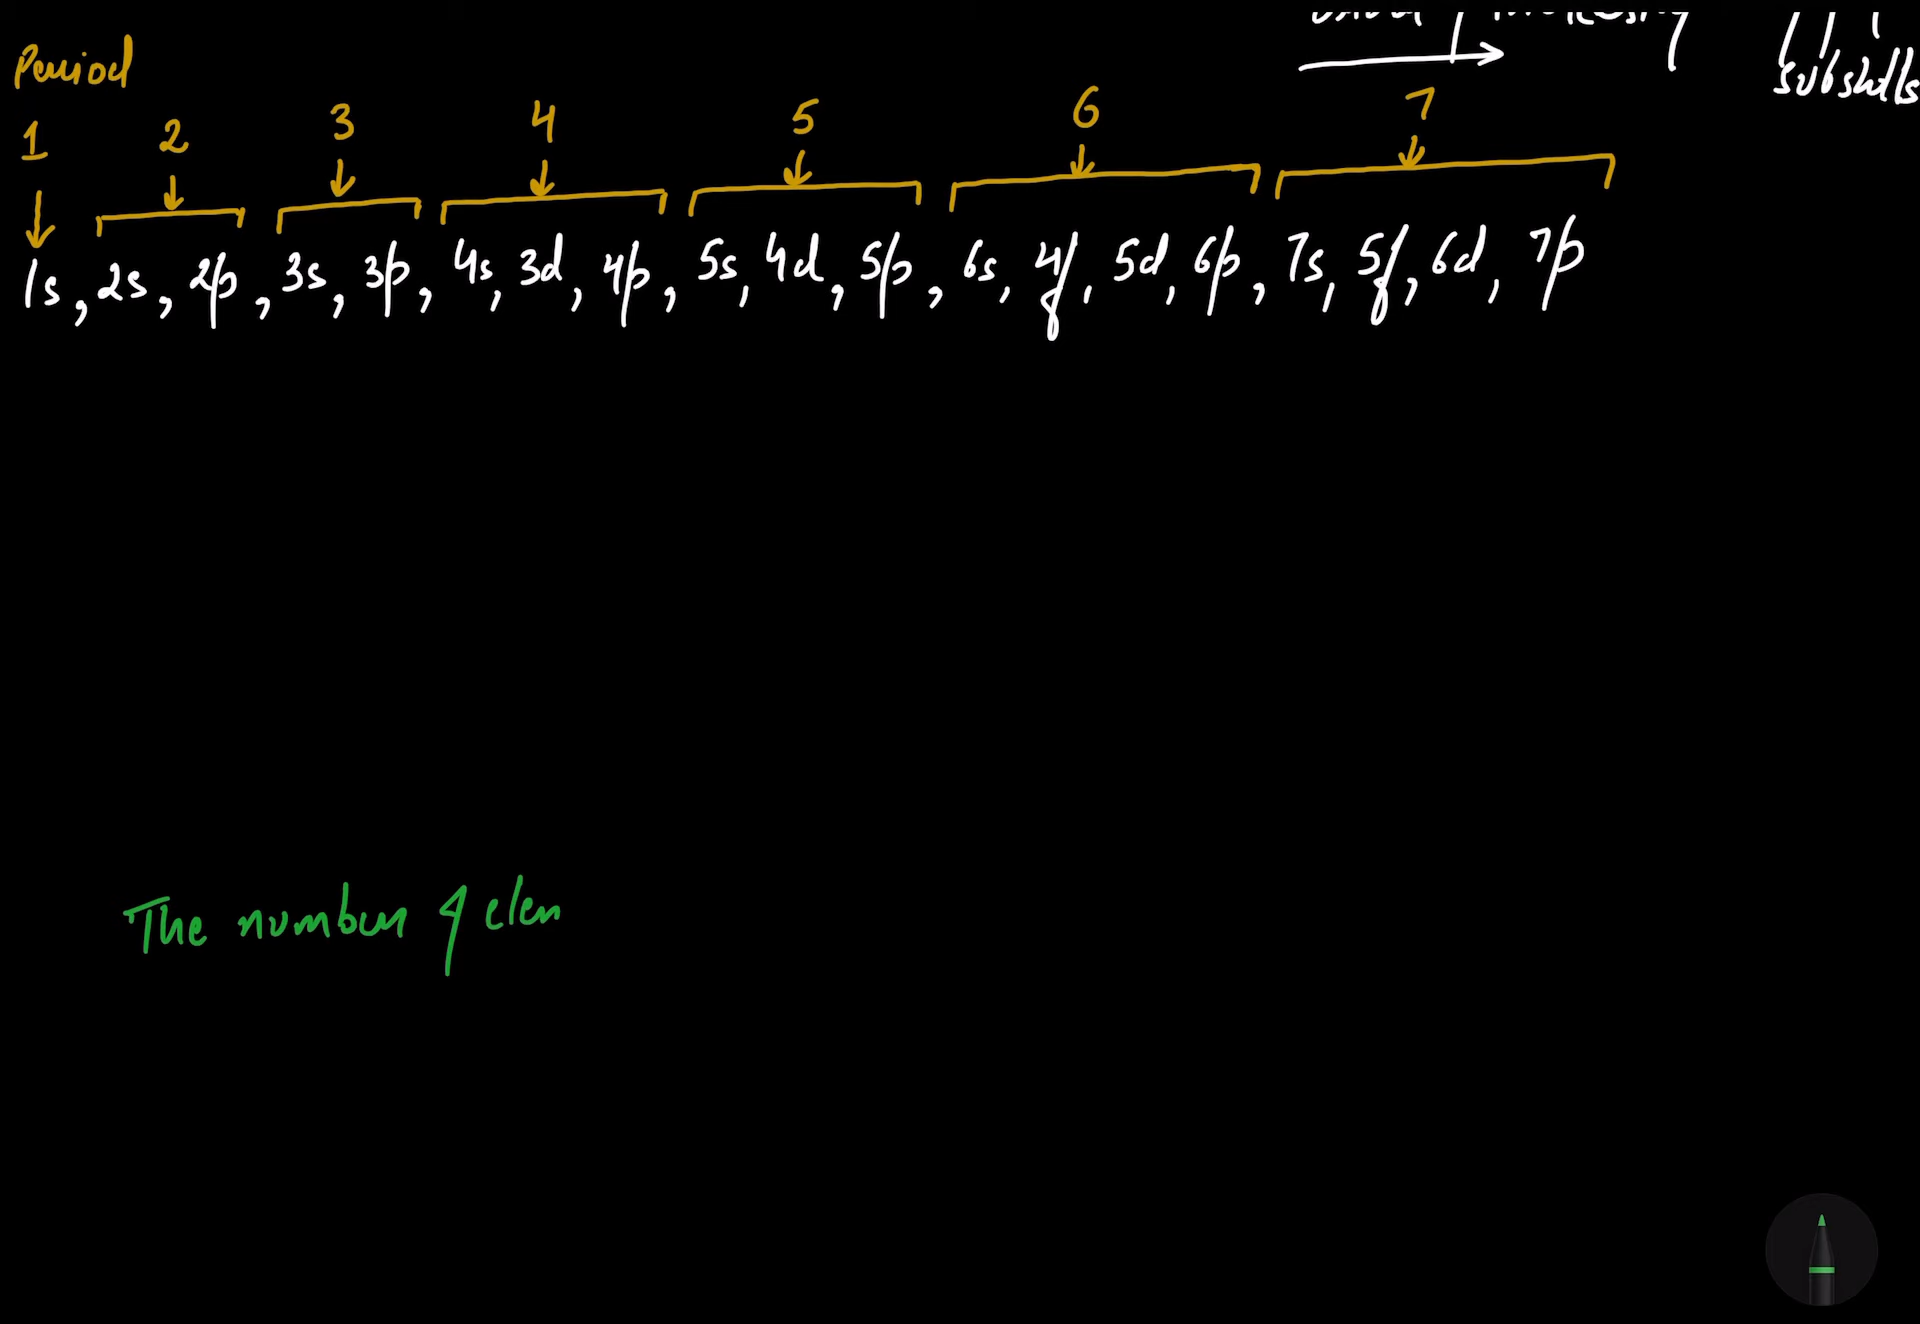 subshells
Period
1 2 3 4 5 6 7
1s, 2s, 2p, 3s, 3p, 4s, 3d, 4p, 5s, 4d, 5p, 6s, 4f, 5d, 6p, 7s, 5f, 6d, 7p
The number of elem